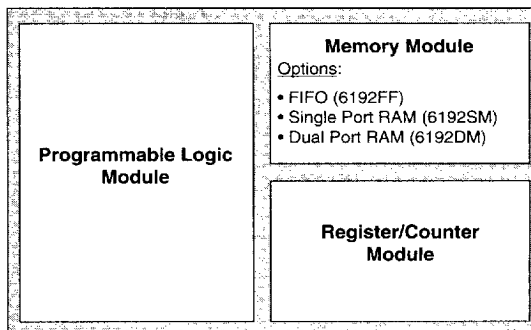 Programmable Logic
Module
Memory Module
Options:
• FIFO (6192FF)
• Single Port RAM (6192SM)
• Dual Port RAM (6192DM)
Register/Counter
Module